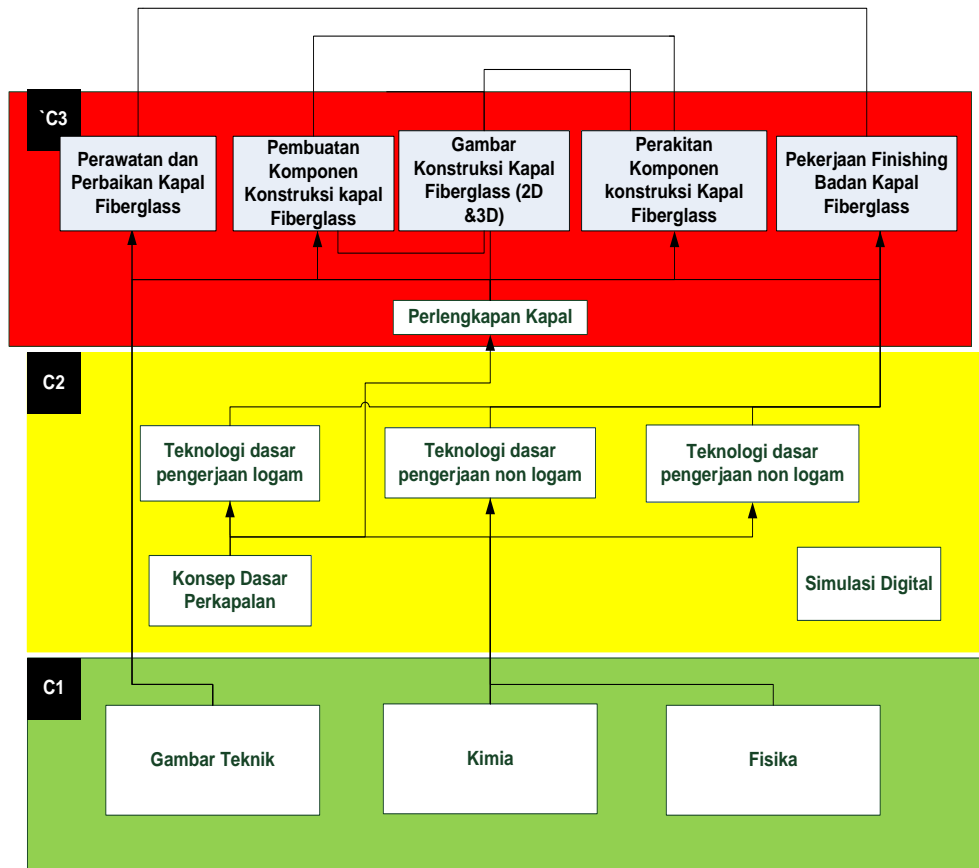 `C3
Perawatan dan
Perbaikan Kapal
Fiberglass
Pembuatan
Komponen
Konstruksi kapal
Fiberglass
Gambar
Konstruksi Kapal
Fiberglass (2D
&3D)
Perakitan
Komponen
konstruksi Kapal
Fiberglass
Pekerjaan Finishing
Badan Kapal
Fiberglass
Perlengkapan Kapal
C2
Teknologi dasar
pengerjaan logam
Teknologi dasar
pengerjaan non logam
Teknologi dasar
pengerjaan non logam
Konsep Dasar
Perkapalan
Simulasi Digital
C1
Gambar Teknik
Kimia
Fisika